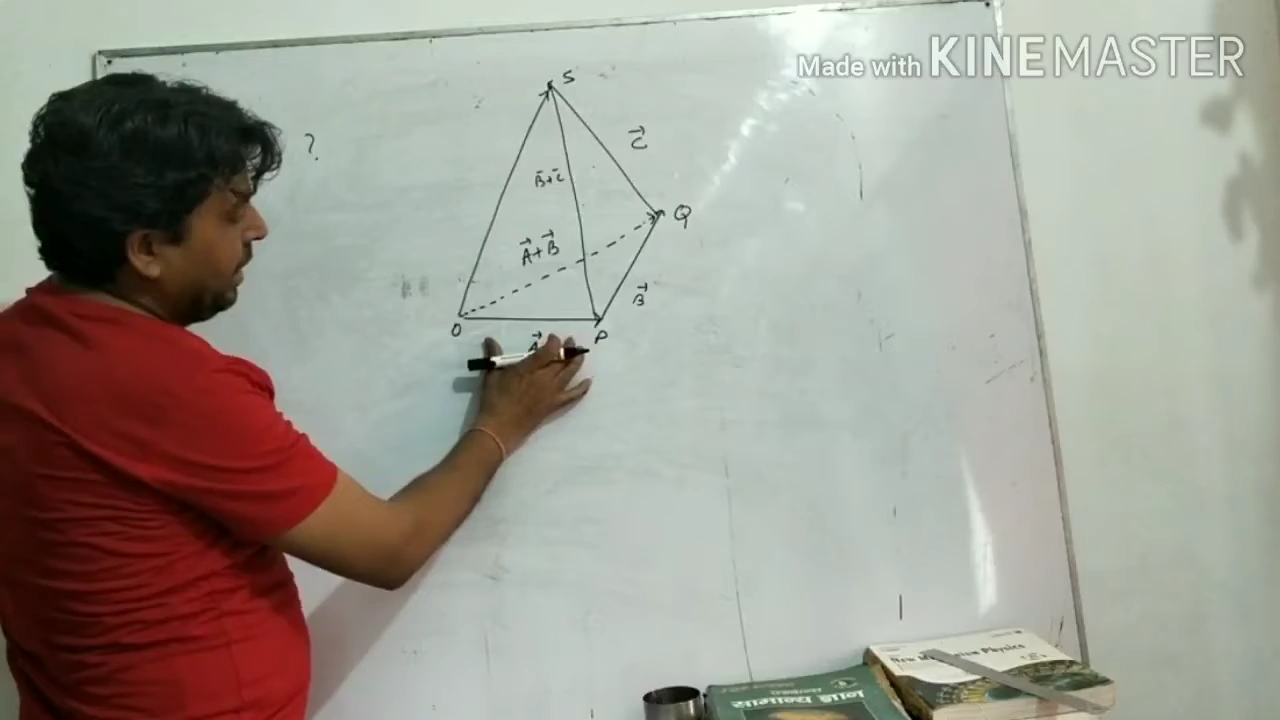 Made with KINEMASTER
S
?
C⃗
B⃗+C⃗
Q
A⃗+B⃗
B⃗
O
A⃗
P
Physics